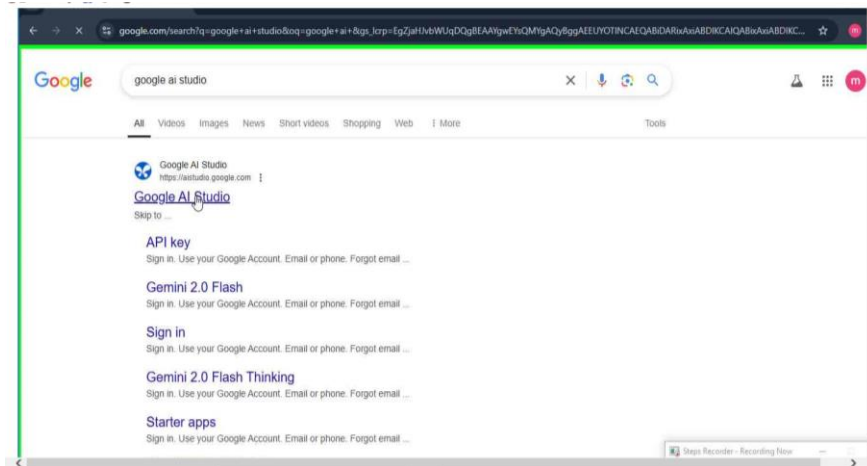 google.com/search?q=google+ai+studio&oq=google+ai+&gs_lcrp=
Google
google ai studio
m
All Videos Images News Short videos Shopping Web More Tools
Google AI Studio
https://aistudio.google.com
Google AI Studio
Skip to ...
API key
Sign in. Use your Google Account. Email or phone. Forgot email ...
Gemini 2.0 Flash
Sign in. Use your Google Account. Email or phone. Forgot email ...
Sign in
Sign in. Use your Google Account. Email or phone. Forgot email ...
Gemini 2.0 Flash Thinking
Sign in. Use your Google Account. Email or phone. Forgot email ...
Starter apps
Sign in. Use your Google Account. Email or phone. Forgot email ...
Steps Recorder - Recording Now